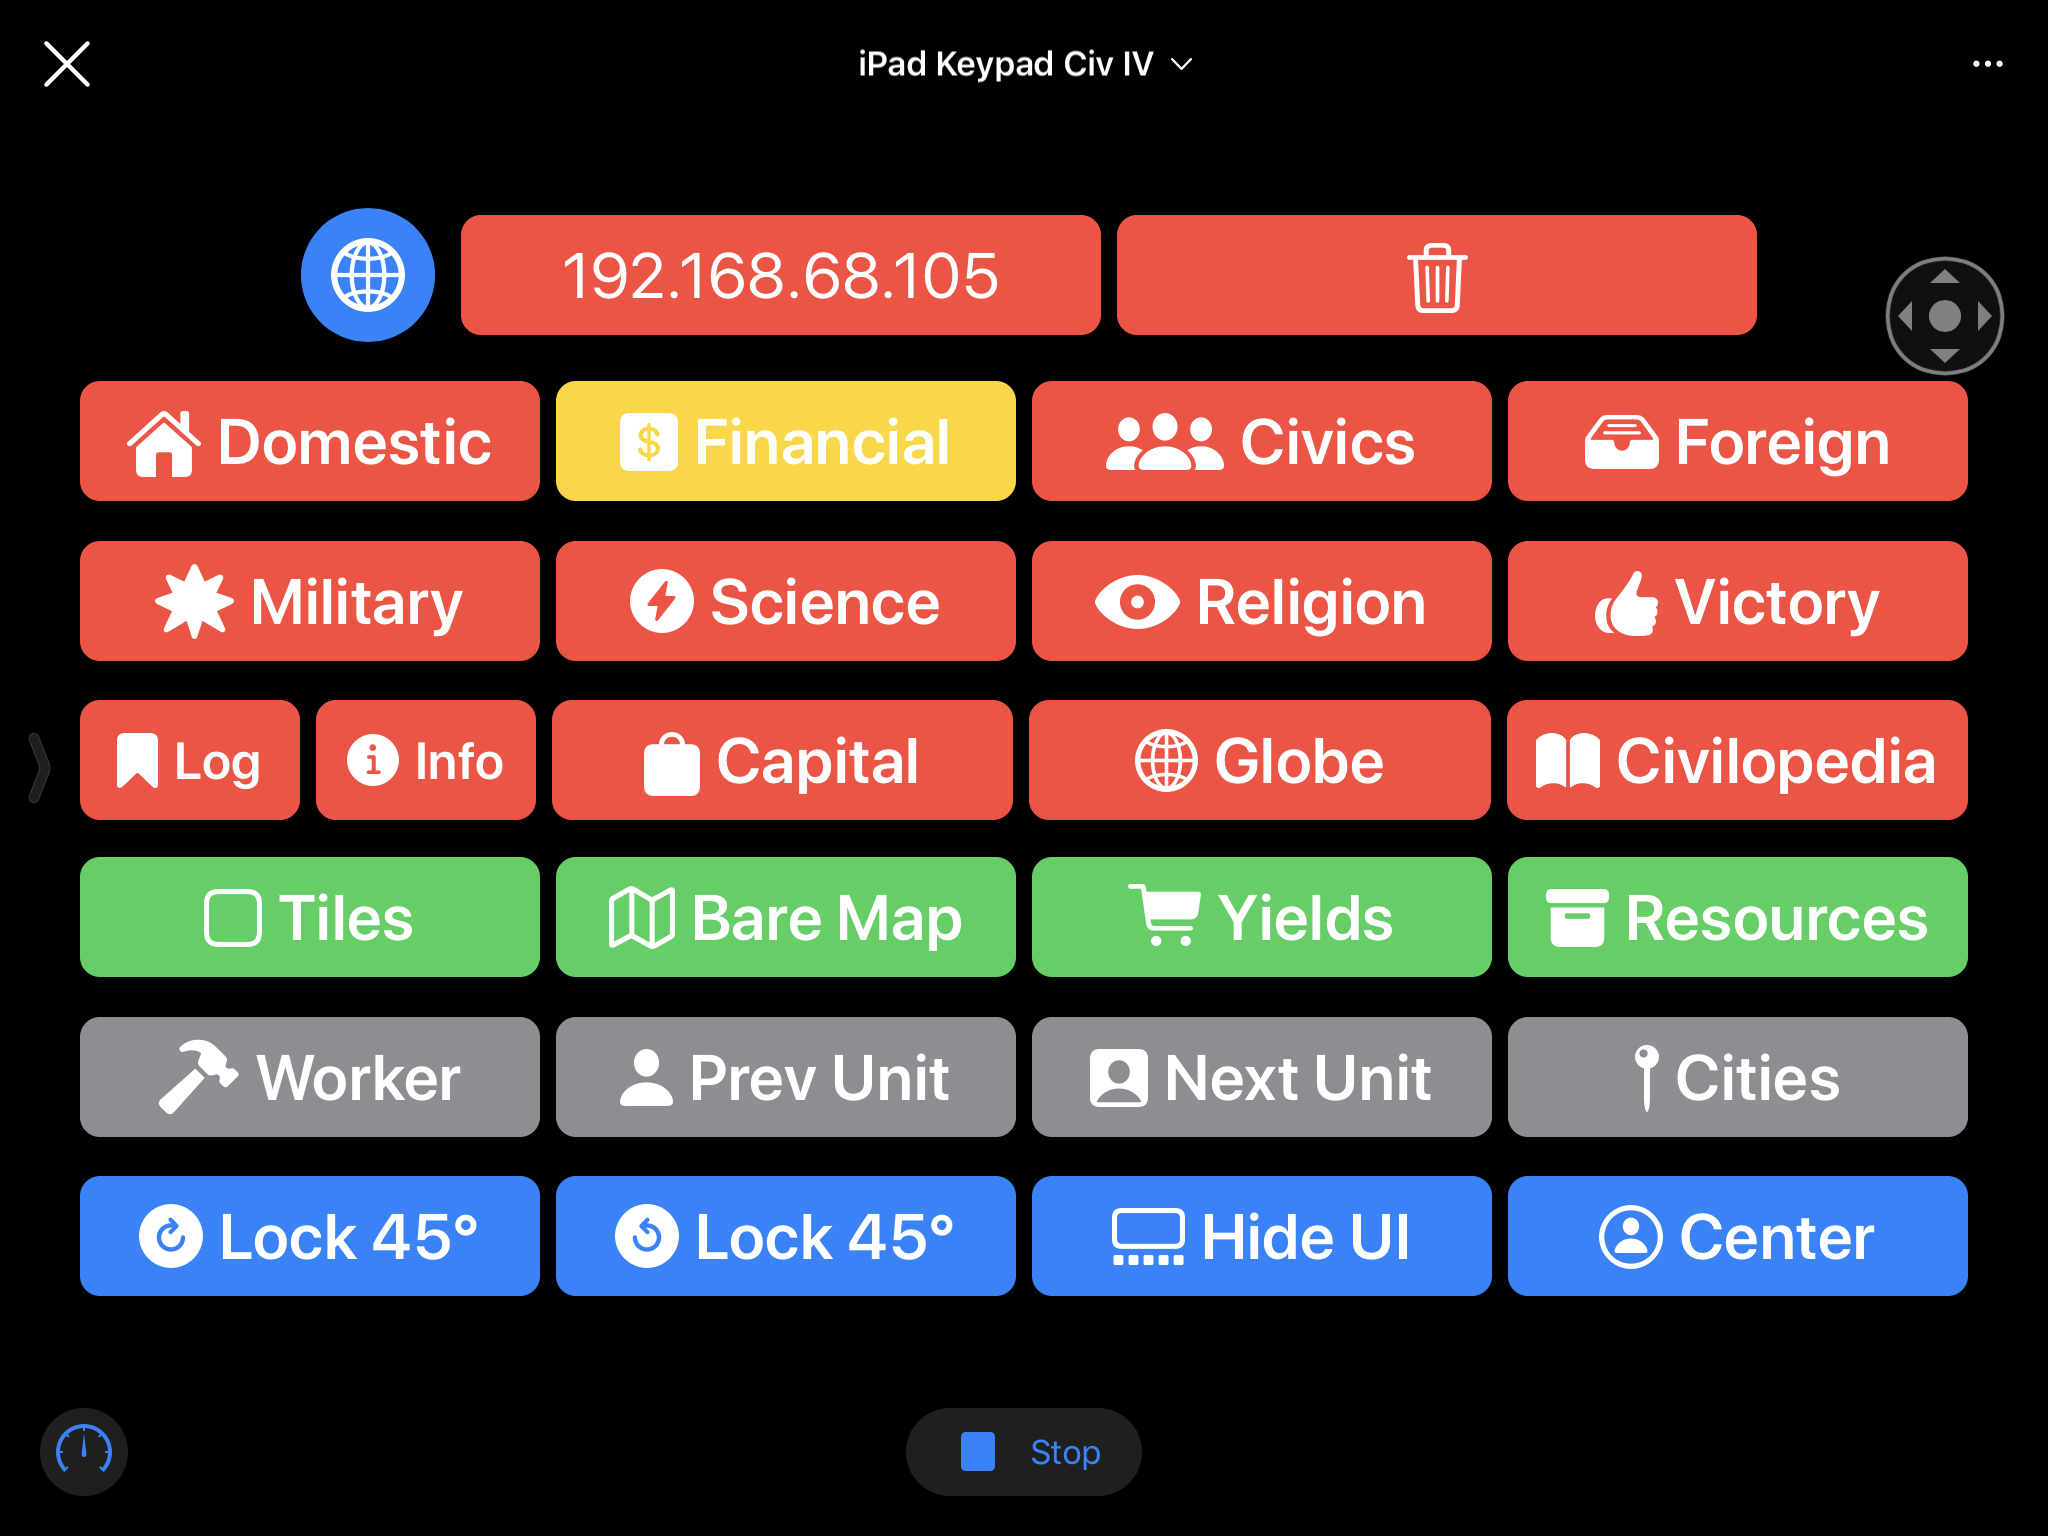 iPad Keypad Civ IV
192.168.68.105
Domestic
$ Financial
Civics
Foreign
Military
Science
Religion
Victory
Log
Info
Capital
Globe
Civilopedia
Tiles
Bare Map
Yields
Resources
Worker
Prev Unit
Next Unit
Cities
Lock 45°
Lock 45°
Hide UI
Center
Stop